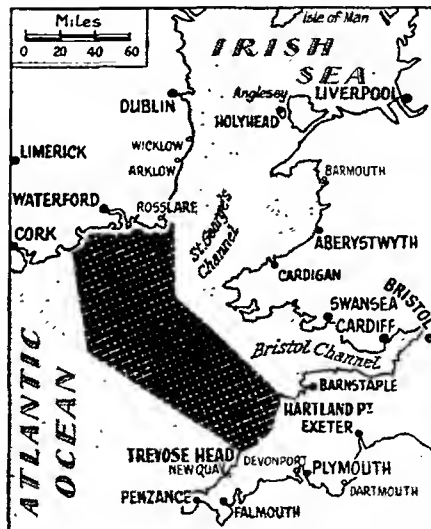 Miles
0 20 40 60
Isle of Man
IRISH
SEA
DUBLIN
Anglesey
LIVERPOOL
HOLYHEAD
LIMERICK
WICKLOW
ARKLOW
BARMOUTH
WATERFORD
ROSSLARE
CORK
St. George's
Channel
ABERYSTWYTH
CARDIGAN
SWANSEA
CARDIFF
BRISTOL
Bristol Channel
BARNSTAPLE
HARTLAND PT
EXETER
ATLANTIC
OCEAN
TREVOSE HEAD
NEWQUAY
DEVONPORT
PLYMOUTH
DARTMOUTH
PENZANCE
FALMOUTH